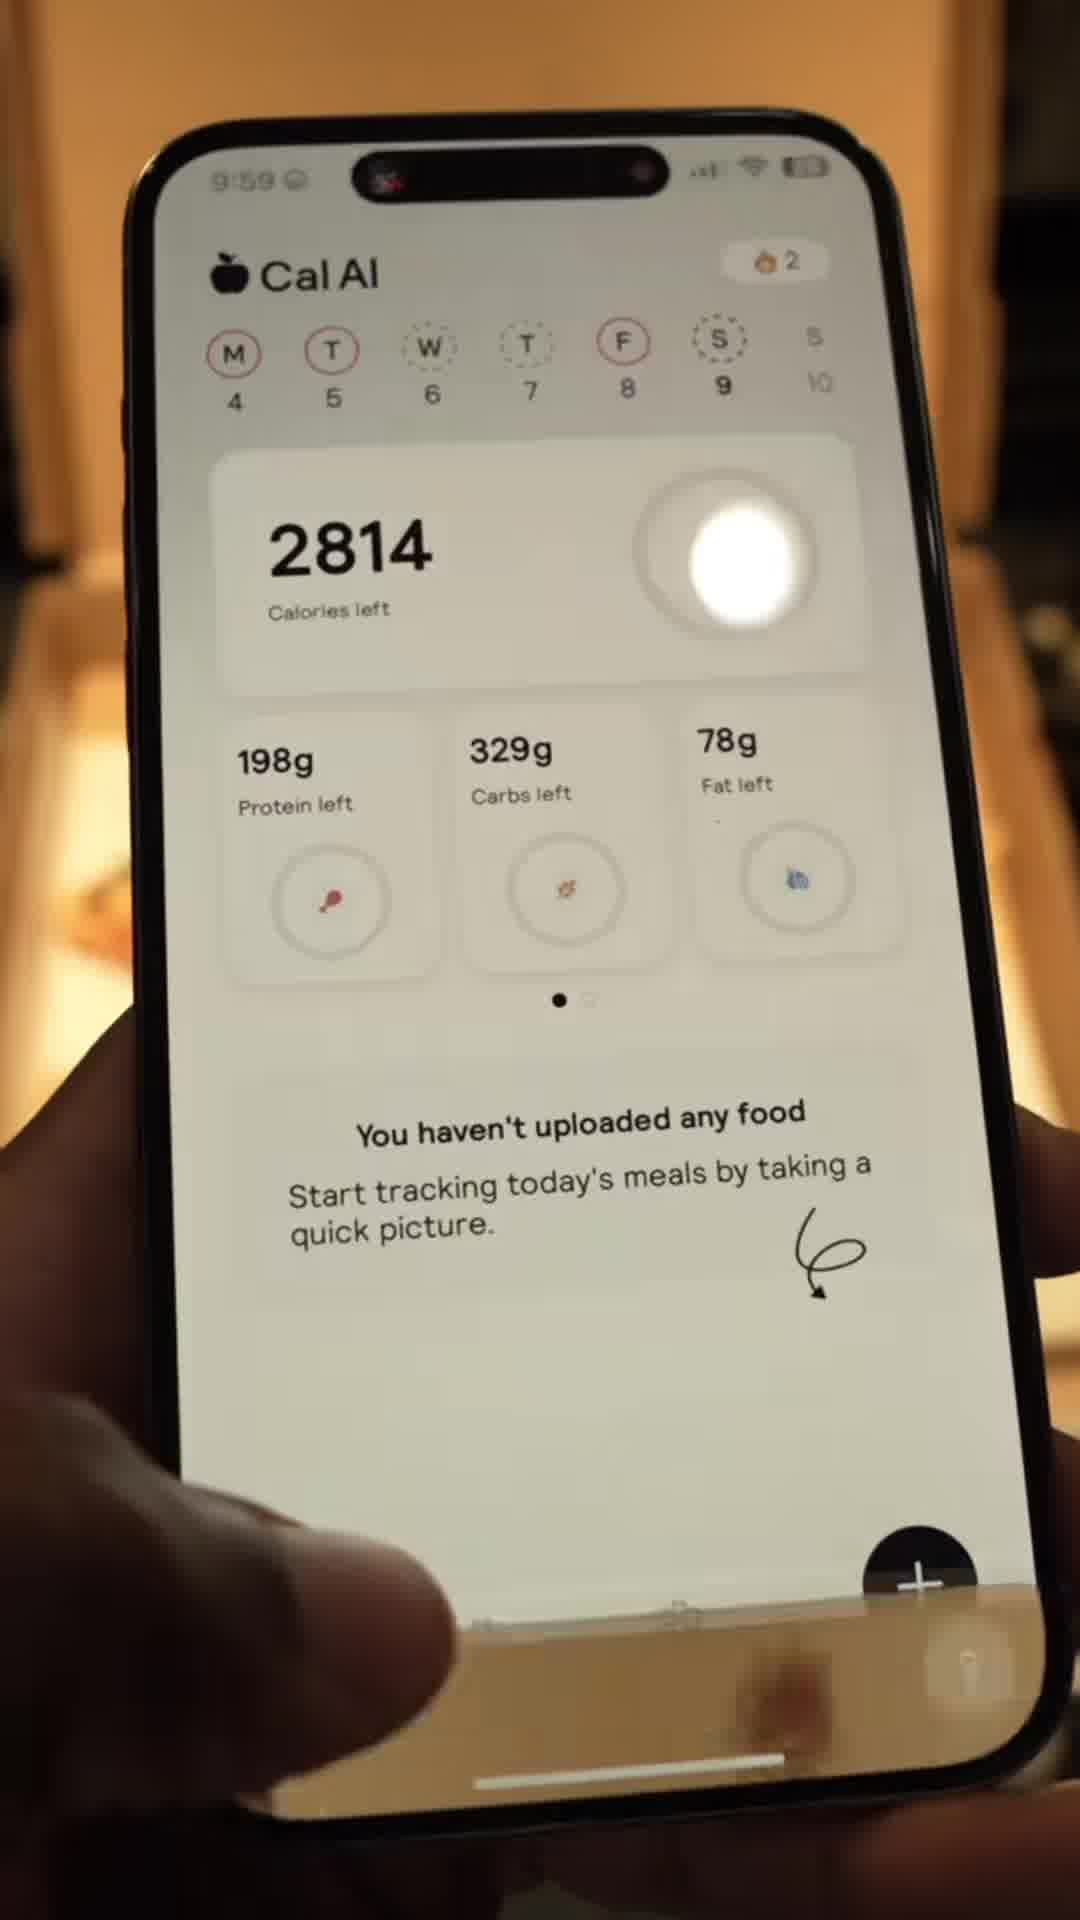 9:59
Cal AI
2
M T W T F S S
4 5 6 7 8 9 10
2814
Calories left
198g
Protein left
329g
Carbs left
78g
Fat left
You haven't uploaded any food
Start tracking today's meals by taking a
quick picture.